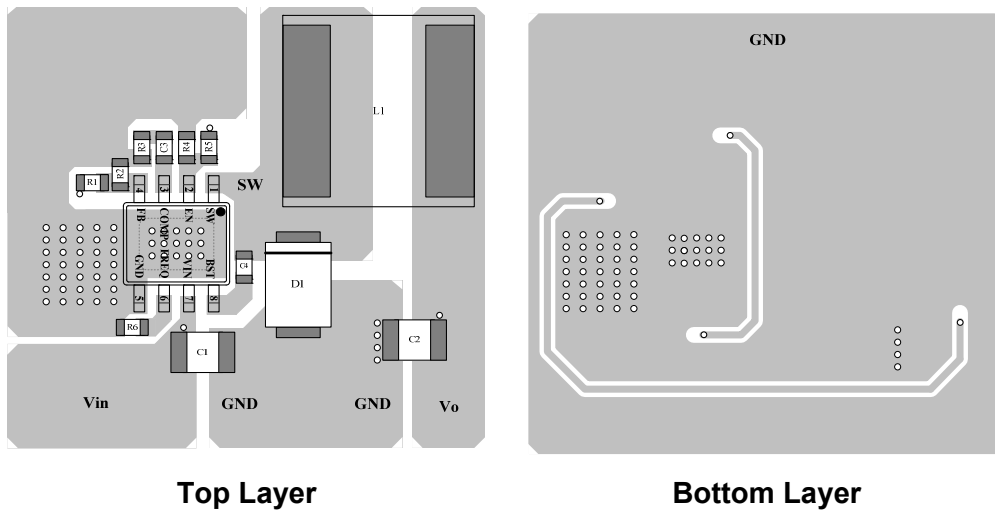 GND
L1
R3
C3
R4
R5
R2
R1
SW
4
3
2
1
FB
COMP
EN
SW
GND
FREQ
VIN
BST
C4
D1
5
6
7
8
R6
C1
C2
Vin
GND
GND
Vo
Top Layer
Bottom Layer